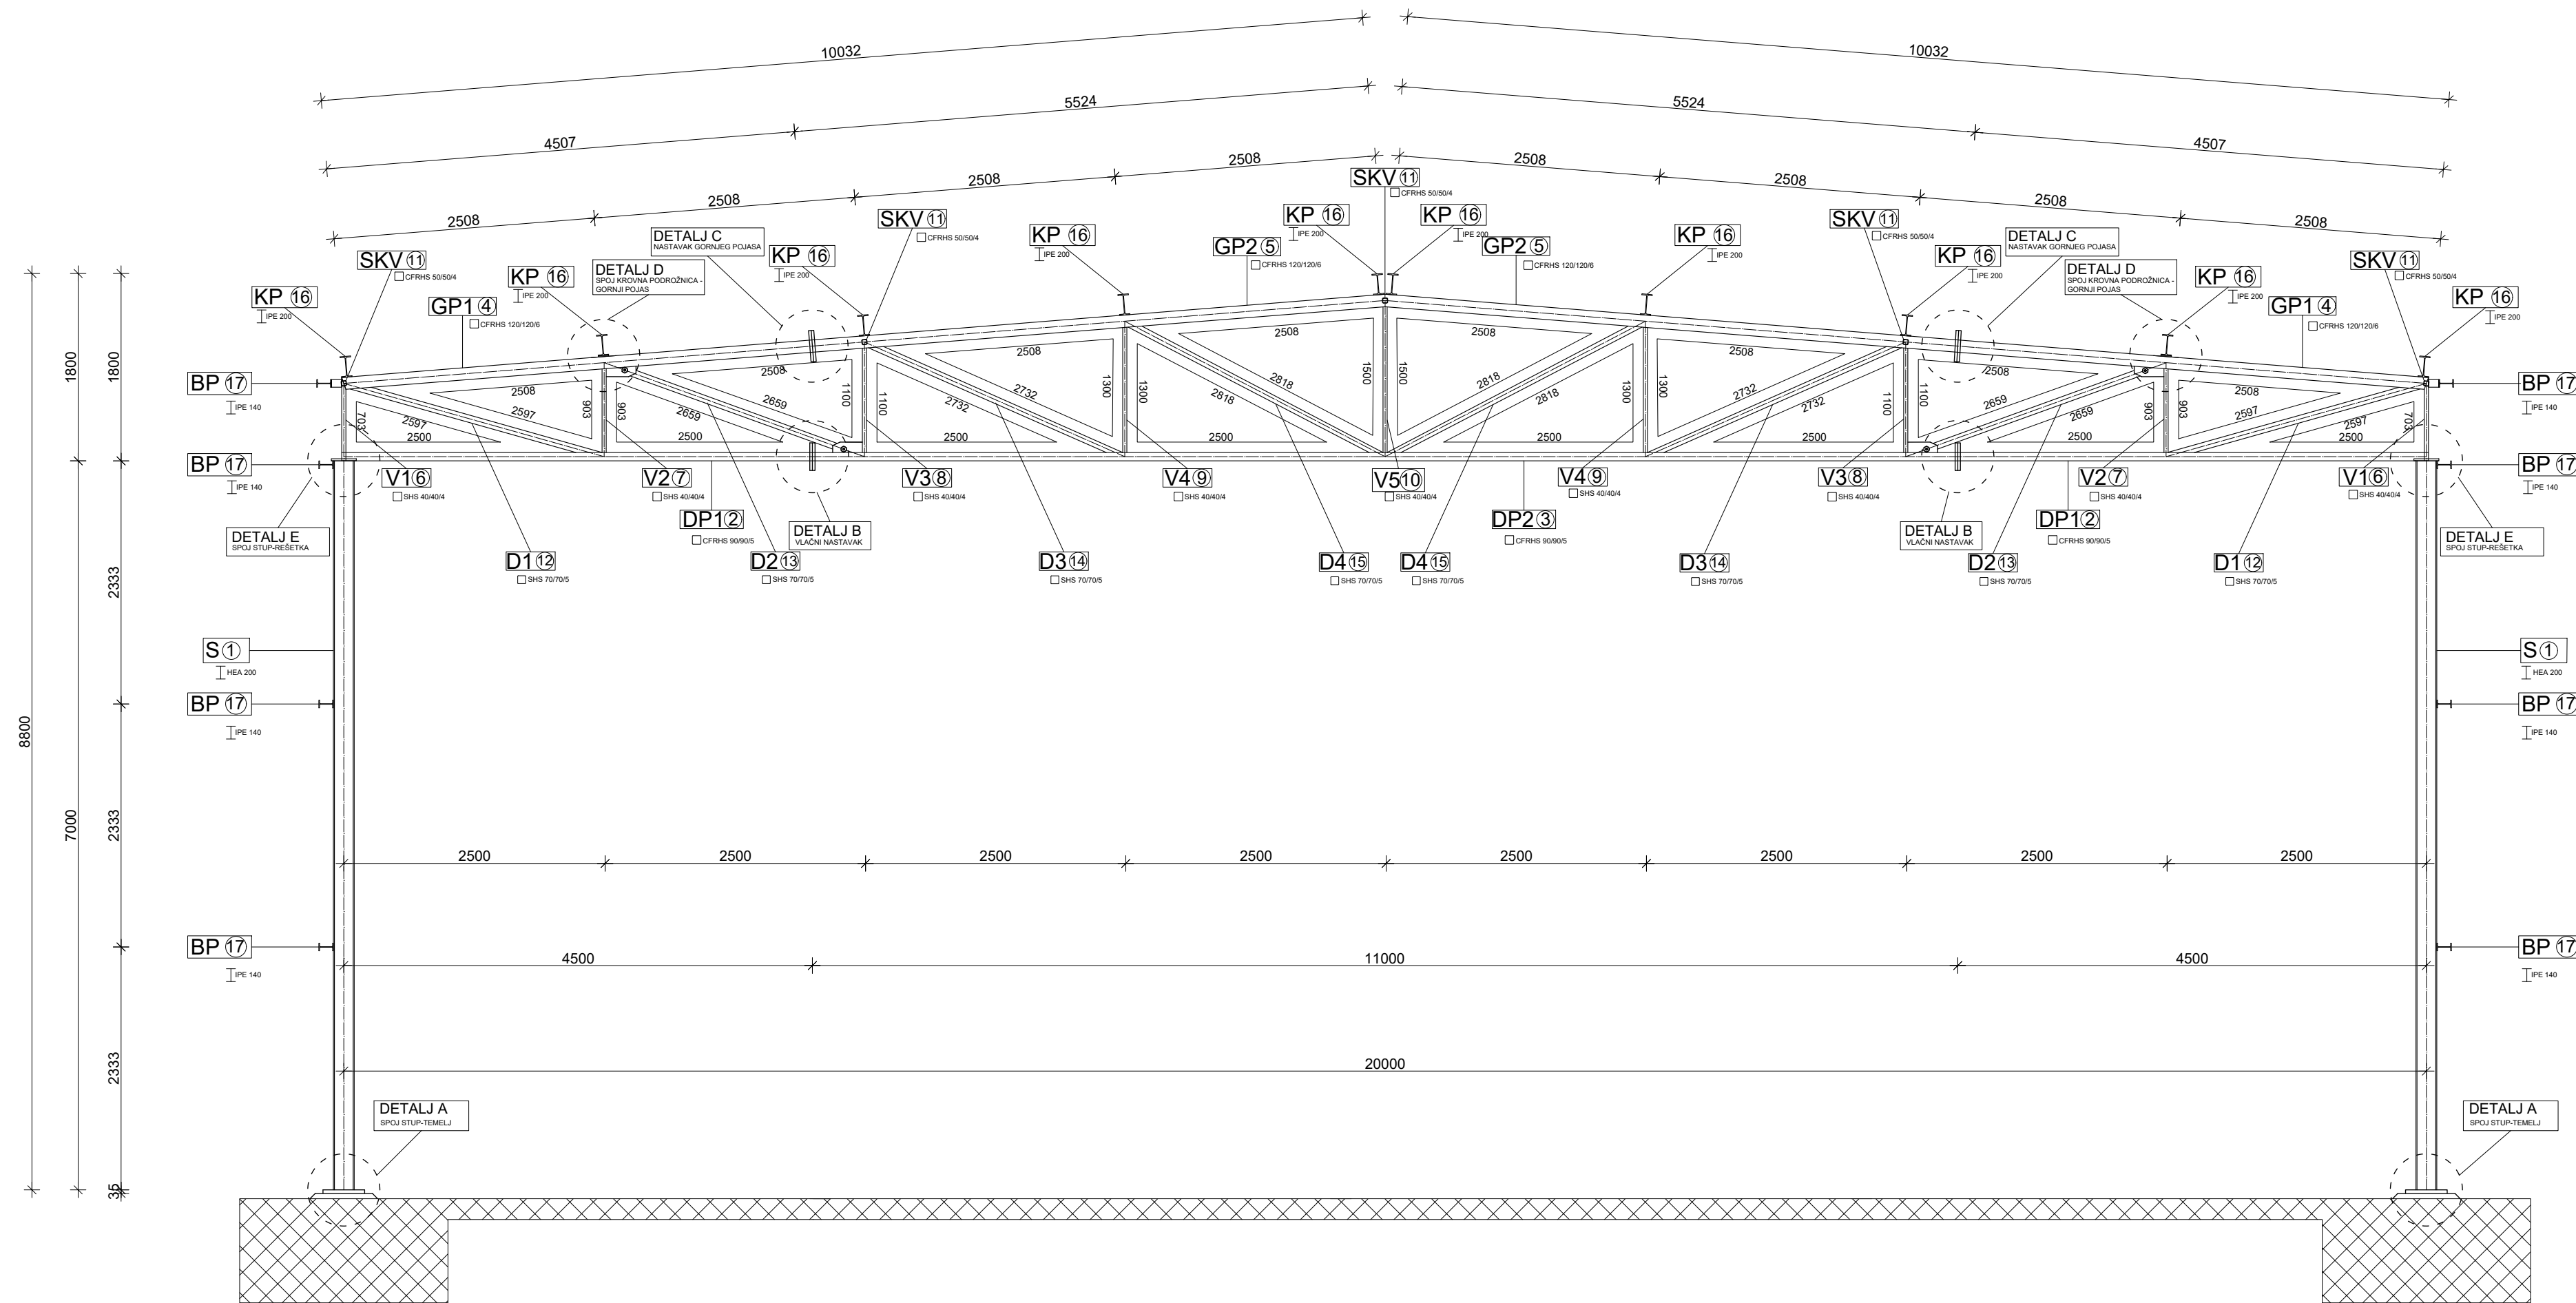 10032
10032
5524
5524
4507
4507
2508
2508
2508
2508
2508
2508
2508
2508
SKV 11
CFRHS 50/50/4
SKV 11
CFRHS 50/50/4
SKV 11
CFRHS 50/50/4
SKV 11
CFRHS 50/50/4
SKV 11
CFRHS 50/50/4
KP 16
IPE 200
KP 16
IPE 200
KP 16
IPE 200
KP 16
IPE 200
KP 16
IPE 200
KP 16
IPE 200
KP 16
IPE 200
KP 16
IPE 200
KP 16
IPE 200
KP 16
IPE 200
GP1 4
CFRHS 120/120/6
GP2 5
CFRHS 120/120/6
GP2 5
CFRHS 120/120/6
GP1 4
CFRHS 120/120/6
DETALJ C
NASTAVAK GORNJEG POJASA
DETALJ D
SPOJ KROVNA PODROŽNICA -
GORNJI POJAS
DETALJ C
NASTAVAK GORNJEG POJASA
DETALJ D
SPOJ KROVNA PODROŽNICA -
GORNJI POJAS
1800
1800
8800
7000
2333
2333
2333
35
BP 17
IPE 140
BP 17
IPE 140
BP 17
IPE 140
BP 17
IPE 140
BP 17
IPE 140
BP 17
IPE 140
BP 17
IPE 140
BP 17
IPE 140
703
2597
2500
2508
2597
903
903
2659
2500
2508
2659
1100
1100
2732
2500
2508
2732
1300
1300
2818
2500
2508
2818
1500
1500
2818
2508
2818
2500
1300
1300
2732
2508
2732
2500
1100
1100
2659
2508
2659
2500
903
903
2597
2508
2597
2500
703
V1 6
SHS 40/40/4
V2 7
SHS 40/40/4
V3 8
SHS 40/40/4
V4 9
SHS 40/40/4
V5 10
SHS 40/40/4
V4 9
SHS 40/40/4
V3 8
SHS 40/40/4
V2 7
SHS 40/40/4
V1 6
SHS 40/40/4
DP1 2
CFRHS 90/90/5
DP2 3
CFRHS 90/90/5
DP1 2
CFRHS 90/90/5
DETALJ E
SPOJ STUP-REŠETKA
DETALJ B
VLAČNI NASTAVAK
DETALJ B
VLAČNI NASTAVAK
DETALJ E
SPOJ STUP-REŠETKA
D1 12
SHS 70/70/5
D2 13
SHS 70/70/5
D3 14
SHS 70/70/5
D4 15
SHS 70/70/5
D4 15
SHS 70/70/5
D3 14
SHS 70/70/5
D2 13
SHS 70/70/5
D1 12
SHS 70/70/5
S 1
HEA 200
S 1
HEA 200
2500
2500
2500
2500
2500
2500
2500
2500
4500
11000
4500
20000
DETALJ A
SPOJ STUP-TEMELJ
DETALJ A
SPOJ STUP-TEMELJ